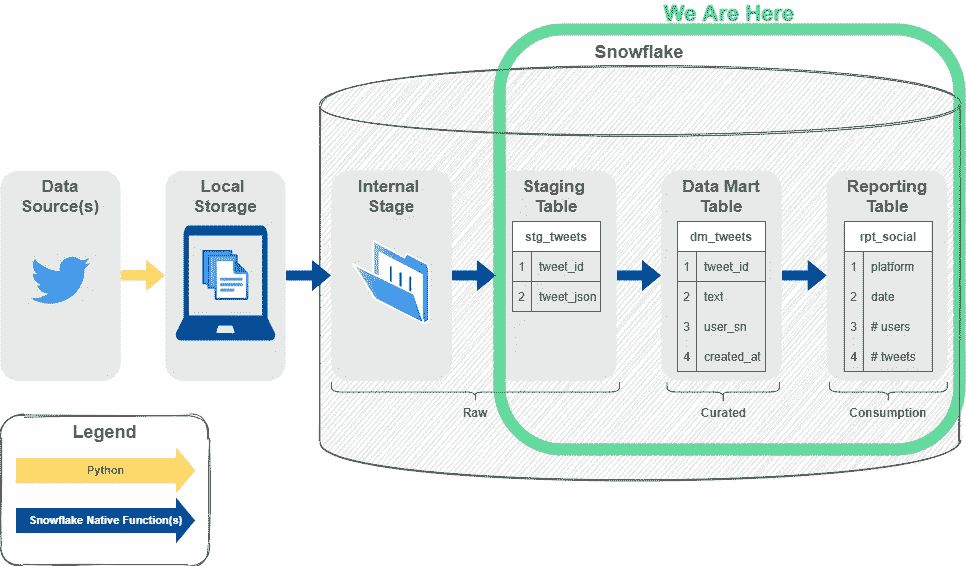 We Are Here
Snowflake
Data
Source(s)
Local
Storage
Internal
Stage
Staging
Table
stg_tweets
1 tweet_id
2 tweet_json
Data Mart
Table
dm_tweets
1 tweet_id
2 text
3 user_sn
4 created_at
Reporting
Table
rpt_social
1 platform
2 date
3 # users
4 # tweets
Raw
Curated
Consumption
Legend
Python
Snowflake Native Function(s)